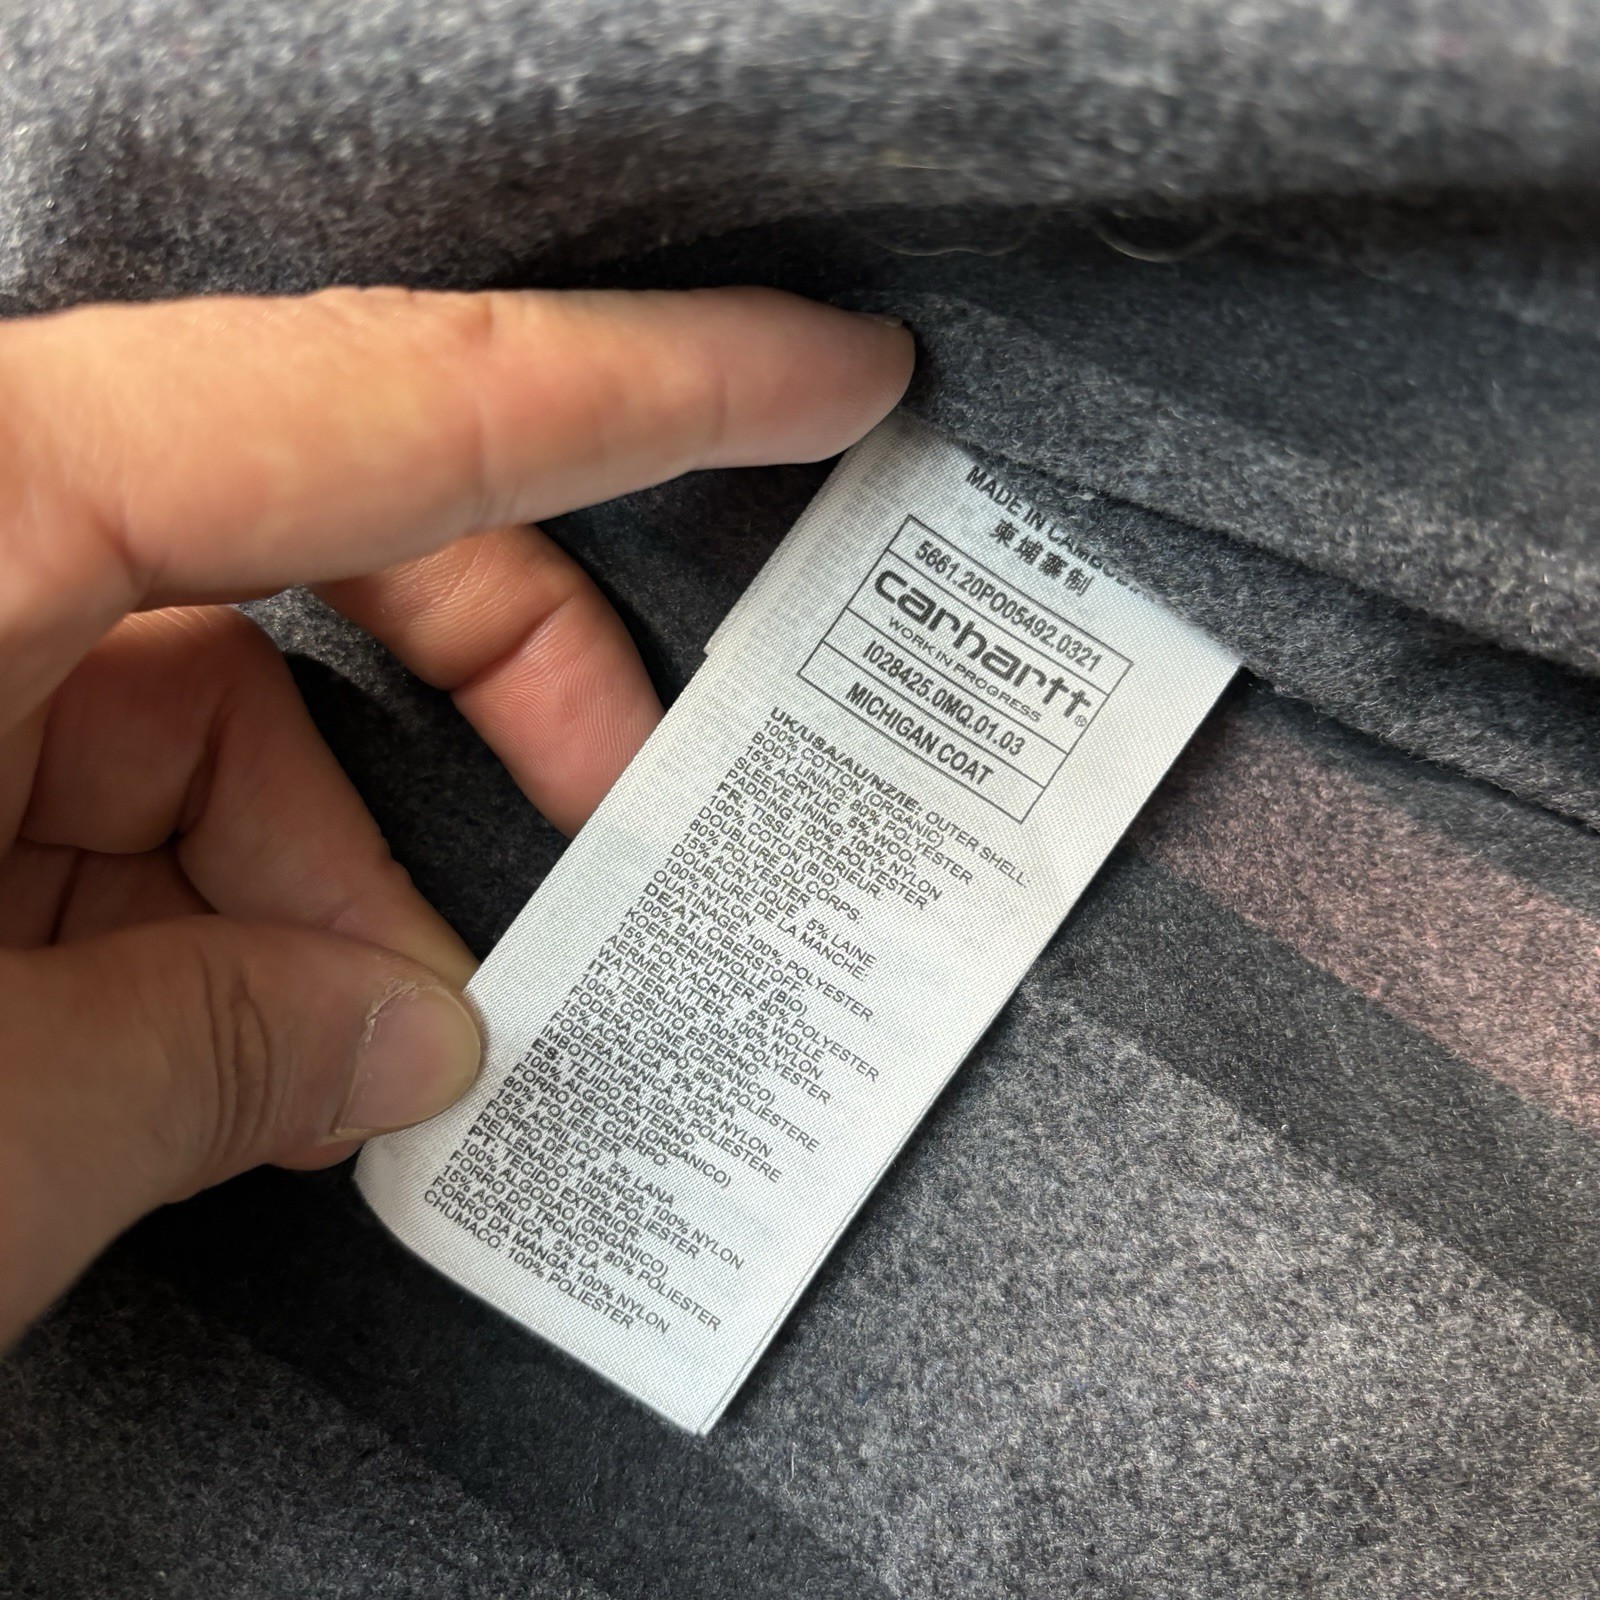 MADE IN CAMBODIA
柬埔寨制
5661.20PO05492.0321
carhartt®
WORK IN PROGRESS
I028425.0MQ.01.03
MICHIGAN COAT
UK/USA/AU/NZ/IE: OUTER SHELL:
100% COTTON (ORGANIC)
BODY LINING: 80% POLYESTER
15% ACRYLIC, 5% WOOL
SLEEVE LINING: 100% NYLON
PADDING: 100% POLYESTER
FR: TISSU EXTÉRIEUR:
100% COTON (BIO)
DOUBLURE DU CORPS.
80% POLYESTER
15% ACRYLIQUE, 5% LAINE
DOUBLURE DE LA MANCHE:
100% NYLON
OUATINAGE: 100% POLYESTER
DE/AT: OBERSTOFF:
100% BAUMWOLLE (BIO)
KOERPERFUTTER: 80% POLYESTER
15% POLYACRYL, 5% WOLLE
AERMELFUTTER: 100% NYLON
WATTIERUNG: 100% POLYESTER
IT: TESSUTO ESTERNO:
100% COTONE (ORGANICO)
FODERA CORPO: 80% POLIESTERE
15% ACRILICA, 5% LANA
FODERA MANICA: 100% NYLON
IMBOTTITURA: 100% POLIESTERE
ES: TEJIDO EXTERNO
100% ALGODON (ORGANICO)
FORRO DEL CUERPO
80% POLIESTER
15% ACRILICO, 5% LANA
FORRO DE LA MANGA: 100% NYLON
RELLENADO: 100% POLIESTER
PT: TECIDO EXTERIOR
100% ALGODAO (ORGÂNICO)
FORRO DO TRONCO: 80% POLIESTER
15% ACRILICA, 5% LA
FORRO DA MANGA: 100% NYLON
CHUMACO: 100% POLIESTER